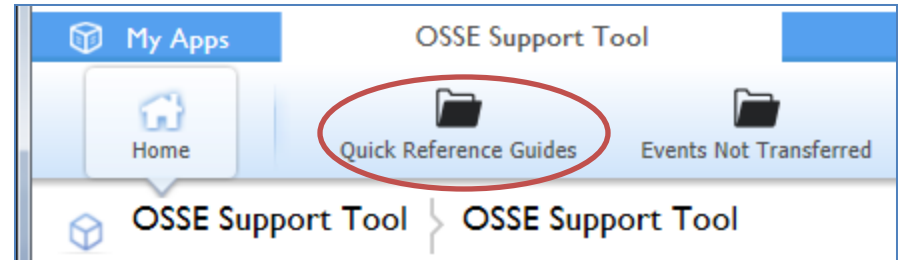 My Apps OSSE Support Tool
Home Quick Reference Guides Events Not Transferred
OSSE Support Tool OSSE Support Tool